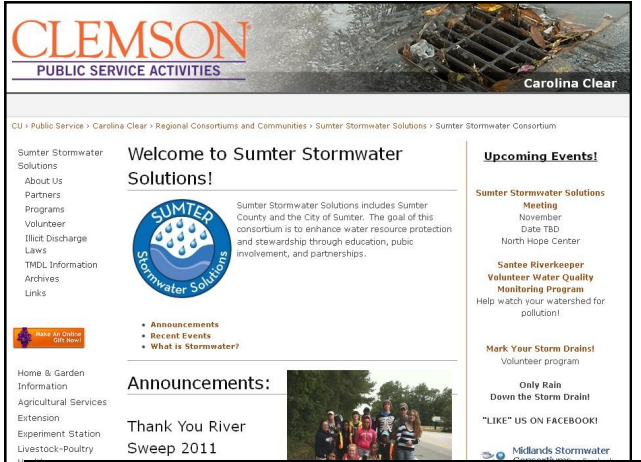 CLEMSON
PUBLIC SERVICE ACTIVITIES
Carolina Clear
CU › Public Service › Carolina Clear › Regional Consortiums and Communities › Sumter Stormwater Solutions › Sumter Stormwater Consortium
Sumter Stormwater
Solutions
About Us
Partners
Programs
Volunteer
Illicit Discharge
Laws
TMDL Information
Archives
Links
Make An Online
Gift Now!
Home & Garden
Information
Agricultural Services
Extension
Experiment Station
Livestock-Poultry
Welcome to Sumter Stormwater
Solutions!
SUMTER
Stormwater Solutions
Sumter Stormwater Solutions includes Sumter
County and the City of Sumter. The goal of this
consortium is to enhance water resource protection
and stewardship through education, pubic
involvement, and partnerships.
• Announcements
• Recent Events
• What is Stormwater?
Announcements:
Thank You River
Sweep 2011
Upcoming Events!
Sumter Stormwater Solutions
Meeting
November
Date TBD
North Hope Center
Santee Riverkeeper
Volunteer Water Quality
Monitoring Program
Help watch your watershed for
pollution!
Mark Your Storm Drains!
Volunteer program
Only Rain
Down the Storm Drain!
"LIKE" US ON FACEBOOK!
Midlands Stormwater